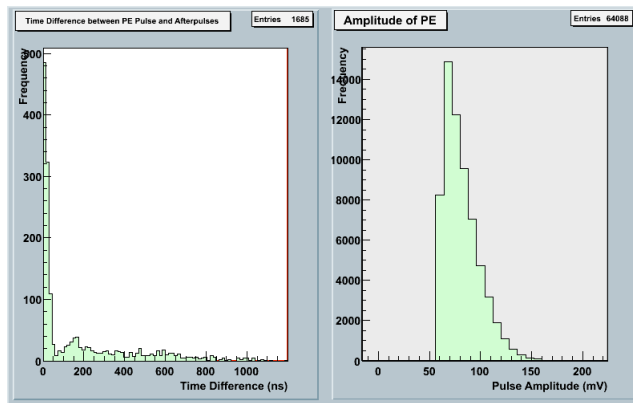 Time Difference between PE Pulse and Afterpulses
Entries 1685
Frequency
500
400
300
200
100
0
0 200 400 600 800 1000
Time Difference (ns)
Amplitude of PE
Entries 64088
Frequency
14000
12000
10000
8000
6000
4000
2000
0
0 50 100 150 200
Pulse Amplitude (mV)